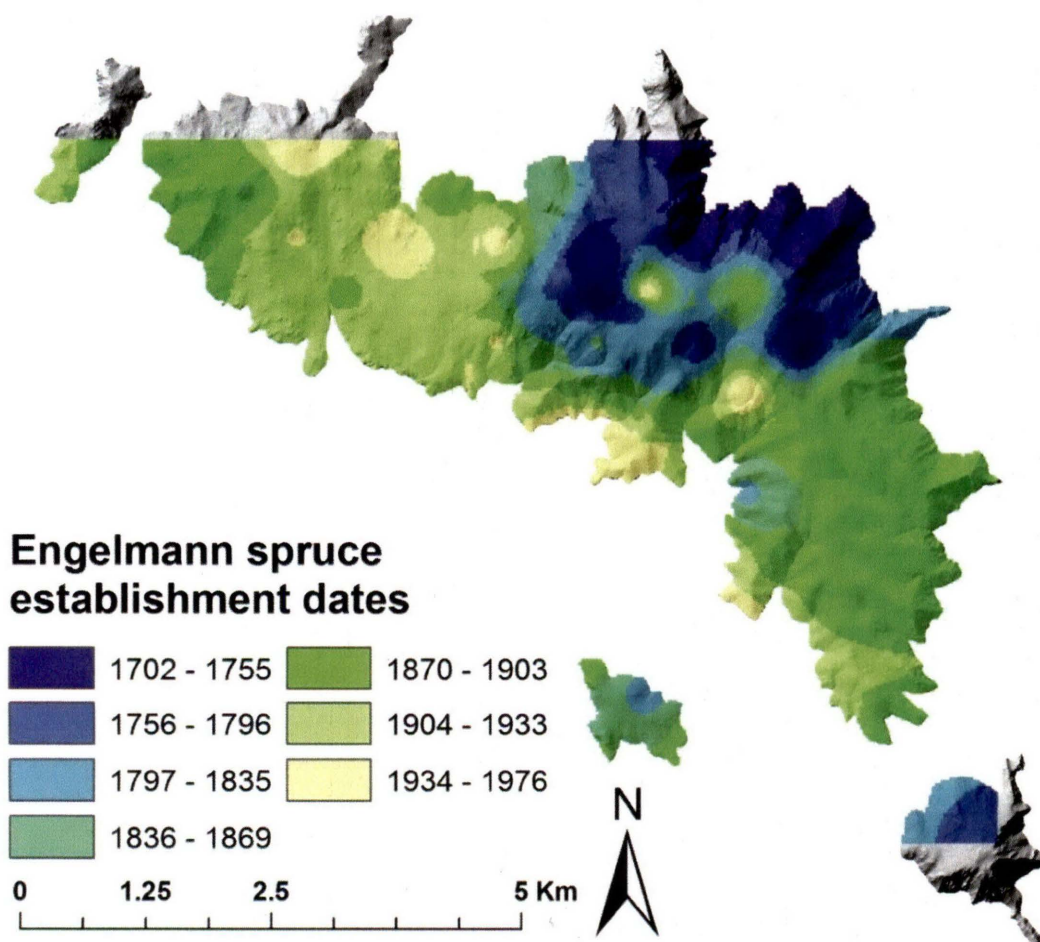 Engelmann spruce
establishment dates
1702 - 1755
1756 - 1796
1797 - 1835
1836 - 1869
1870 - 1903
1904 - 1933
1934 - 1976
N
0 1.25 2.5 5 Km